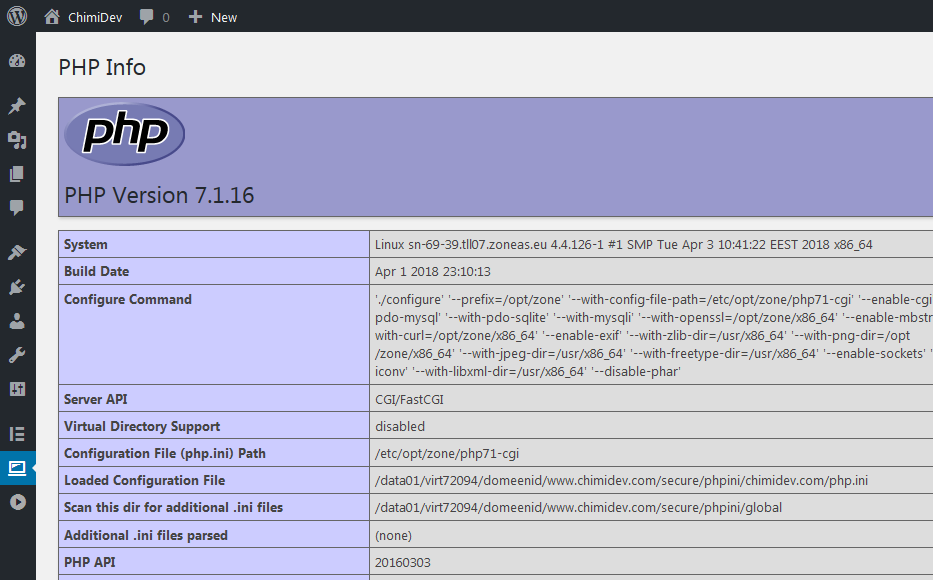 ChimiDev 0 New
PHP Info
php
PHP Version 7.1.16
System Linux sn-69-39.tll07.zoneas.eu 4.4.126-1 #1 SMP Tue Apr 3 10:41:22 EEST 2018 x86_64
Build Date Apr 1 2018 23:10:13
Configure Command './configure' '--prefix=/opt/zone' '--with-config-file-path=/etc/opt/zone/php71-cgi' '--enable-cgi
pdo-mysql' '--with-pdo-sqlite' '--with-mysqli' '--with-openssl=/opt/zone/x86_64' '--enable-mbstr
with-curl=/opt/zone/x86_64' '--enable-exif' '--with-zlib-dir=/usr/x86_64' '--with-png-dir=/opt
/zone/x86_64' '--with-jpeg-dir=/usr/x86_64' '--with-freetype-dir=/usr/x86_64' '--enable-sockets' '
iconv' '--with-libxml-dir=/usr/x86_64' '--disable-phar'
Server API CGI/FastCGI
Virtual Directory Support disabled
Configuration File (php.ini) Path /etc/opt/zone/php71-cgi
Loaded Configuration File /data01/virt72094/domeenid/www.chimidev.com/secure/phpini/chimidev.com/php.ini
Scan this dir for additional .ini files /data01/virt72094/domeenid/www.chimidev.com/secure/phpini/global
Additional .ini files parsed (none)
PHP API 20160303